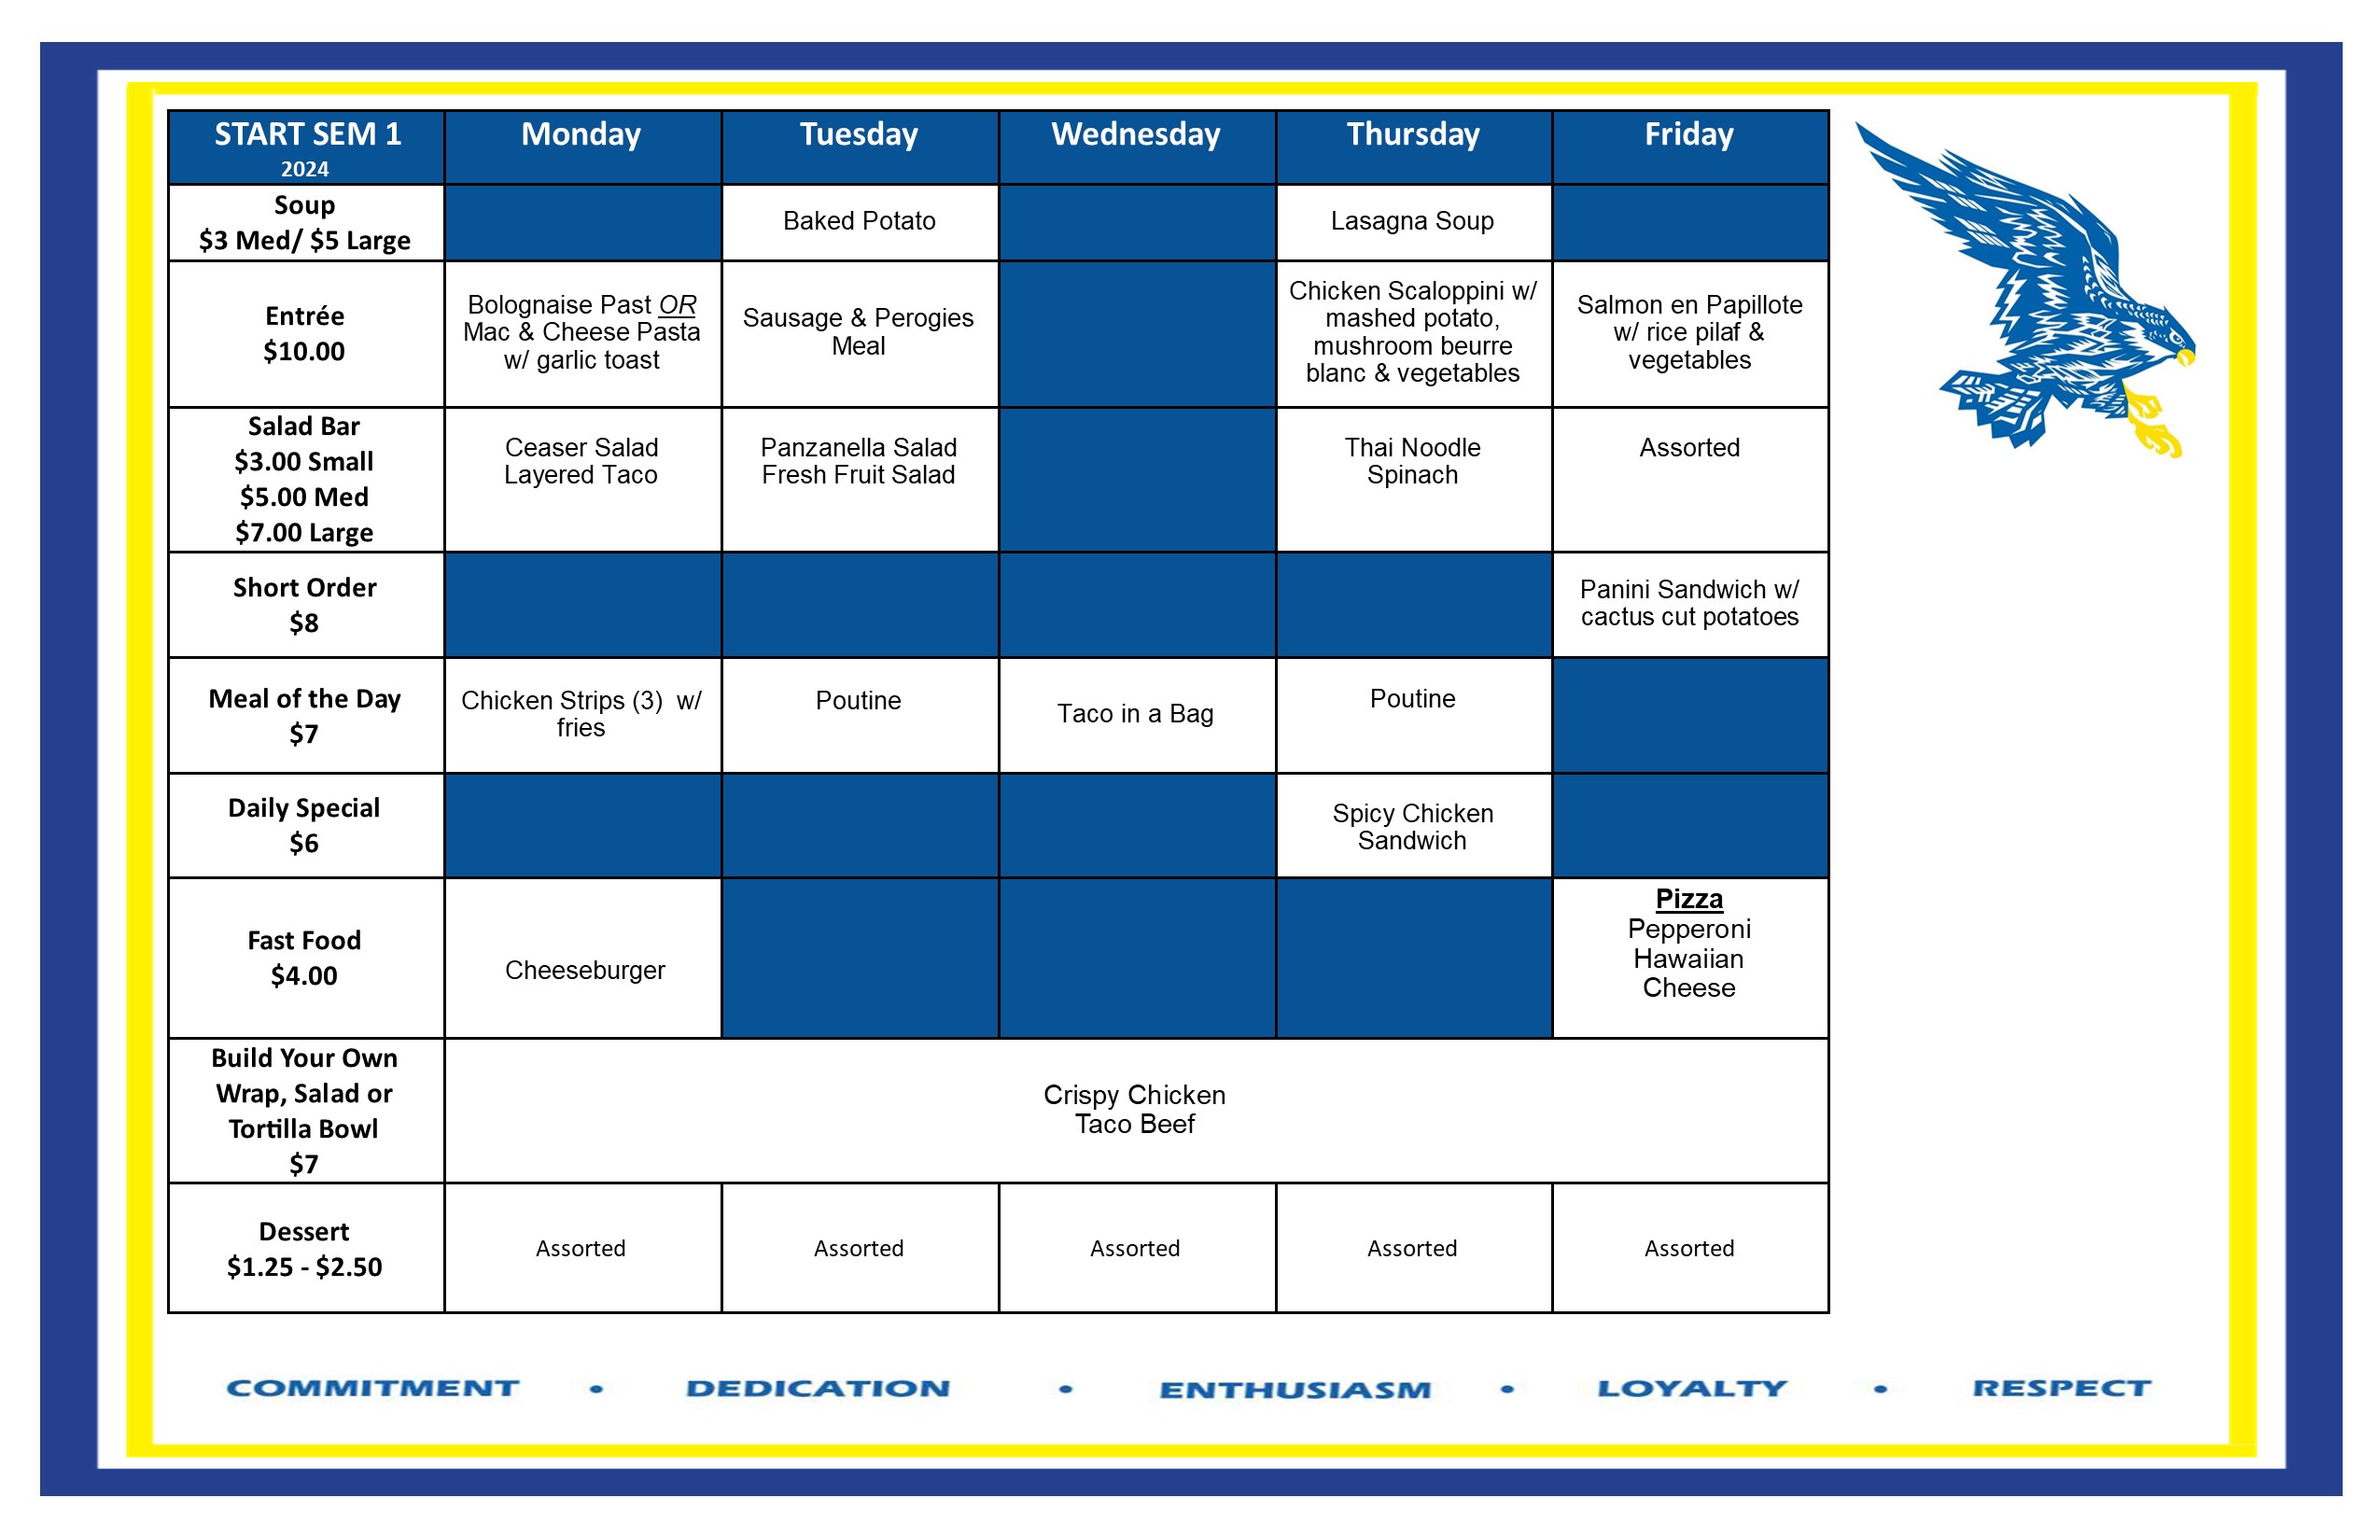 START SEM 1
2024
Monday
Tuesday
Wednesday
Thursday
Friday
Soup
$3 Med/ $5 Large
Baked Potato
Lasagna Soup
Entrée
$10.00
Bolognaise Past OR
Mac & Cheese Pasta
w/ garlic toast
Sausage & Perogies
Meal
Chicken Scaloppini w/
mashed potato,
mushroom beurre
blanc & vegetables
Salmon en Papillote
w/ rice pilaf &
vegetables
Salad Bar
$3.00 Small
$5.00 Med
$7.00 Large
Ceaser Salad
Layered Taco
Panzanella Salad
Fresh Fruit Salad
Thai Noodle
Spinach
Assorted
Short Order
$8
Panini Sandwich w/
cactus cut potatoes
Meal of the Day
$7
Chicken Strips (3)  w/
fries
Poutine
Taco in a Bag
Poutine
Daily Special
$6
Spicy Chicken
Sandwich
Fast Food
$4.00
Cheeseburger
Pizza
Pepperoni
Hawaiian
Cheese
Build Your Own
Wrap, Salad or
Tortilla Bowl
$7
Crispy Chicken
Taco Beef
Dessert
$1.25 - $2.50
Assorted
Assorted
Assorted
Assorted
Assorted
COMMITMENT • DEDICATION • ENTHUSIASM • LOYALTY • RESPECT